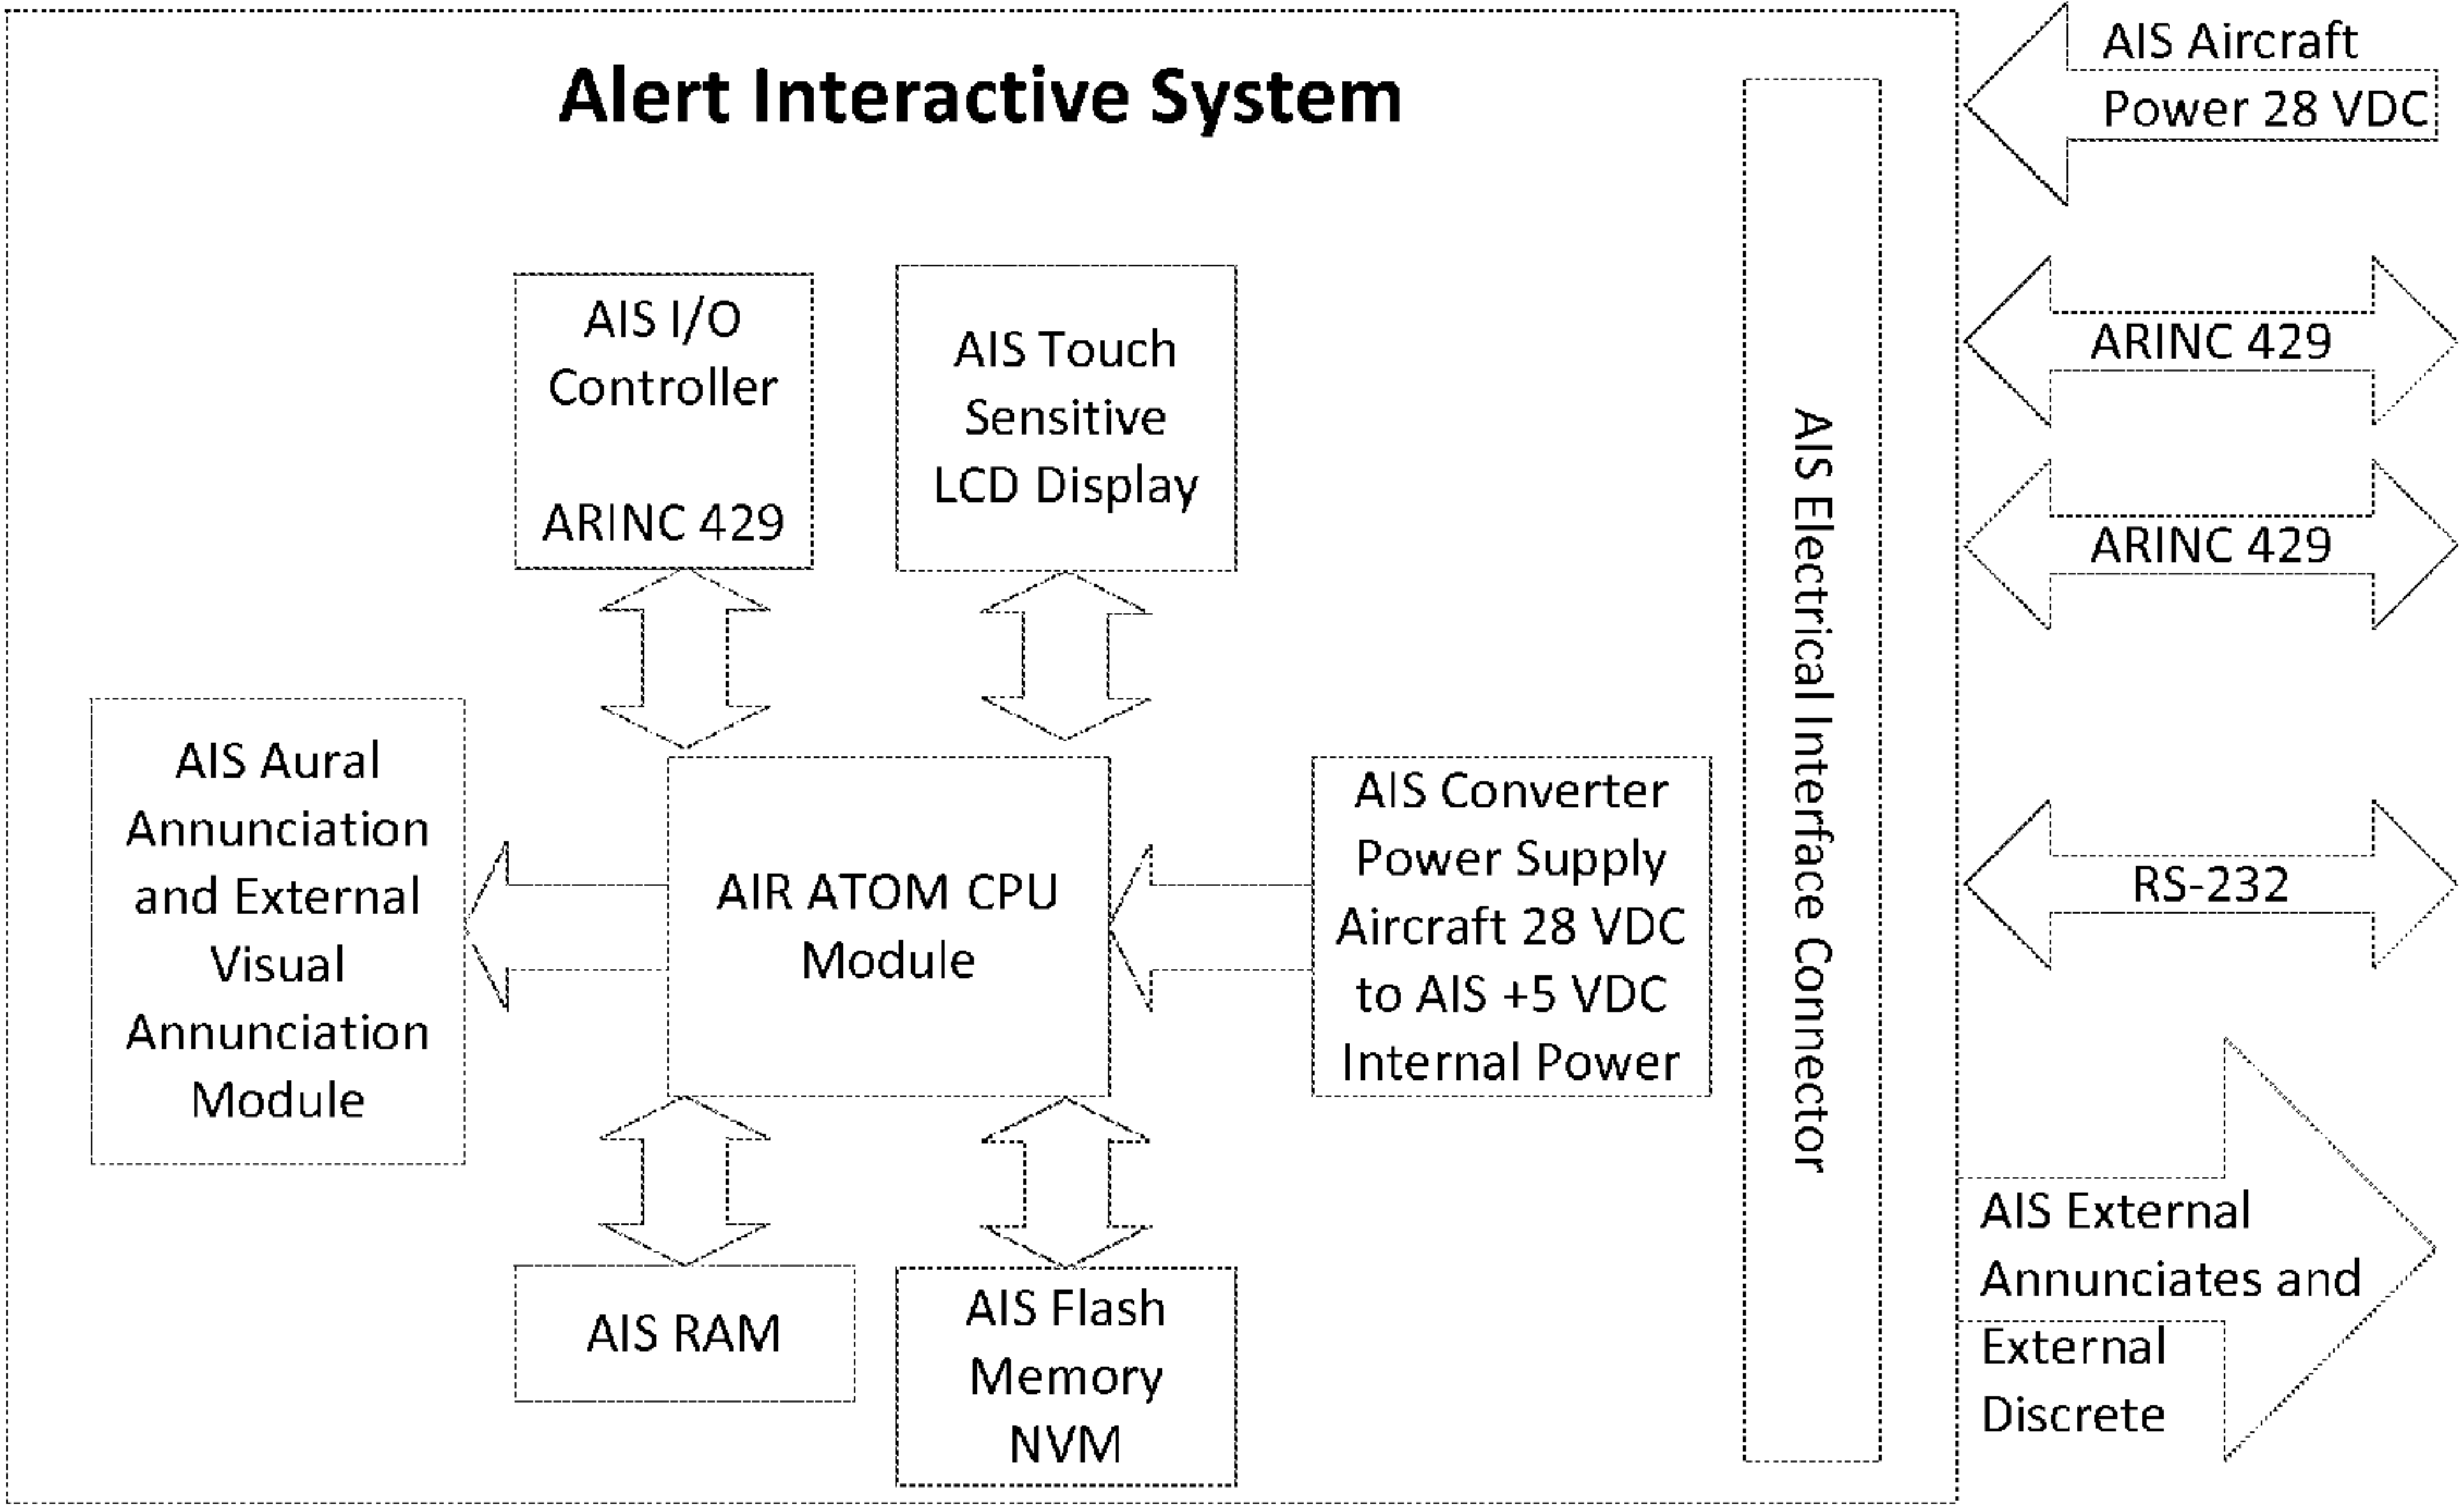 Alert Interactive System
AIS Aircraft
Power 28 VDC
AIS I/O
Controller
ARINC 429
AIS Touch
Sensitive
LCD Display
ARINC 429
ARINC 429
AIS Electrical Interface Connector
AIS Aural
Annunciation
and External
Visual
Annunciation
Module
AIR ATOM CPU
Module
AIS Converter
Power Supply
Aircraft 28 VDC
to AIS +5 VDC
Internal Power
RS-232
AIS RAM
AIS Flash
Memory
NVM
AIS External
Annunciates and
External
Discrete